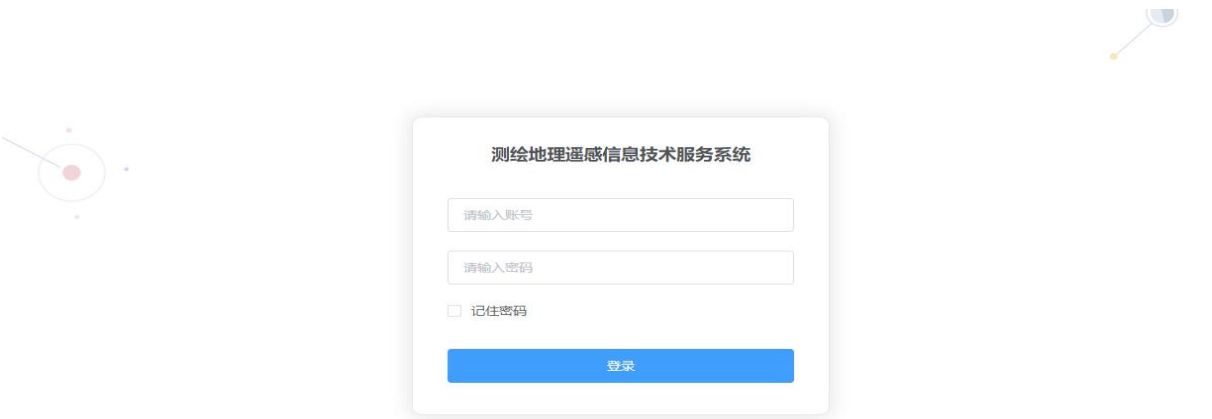 测绘地理遥感信息技术服务系统
请输入账号
请输入密码
记住密码
登录